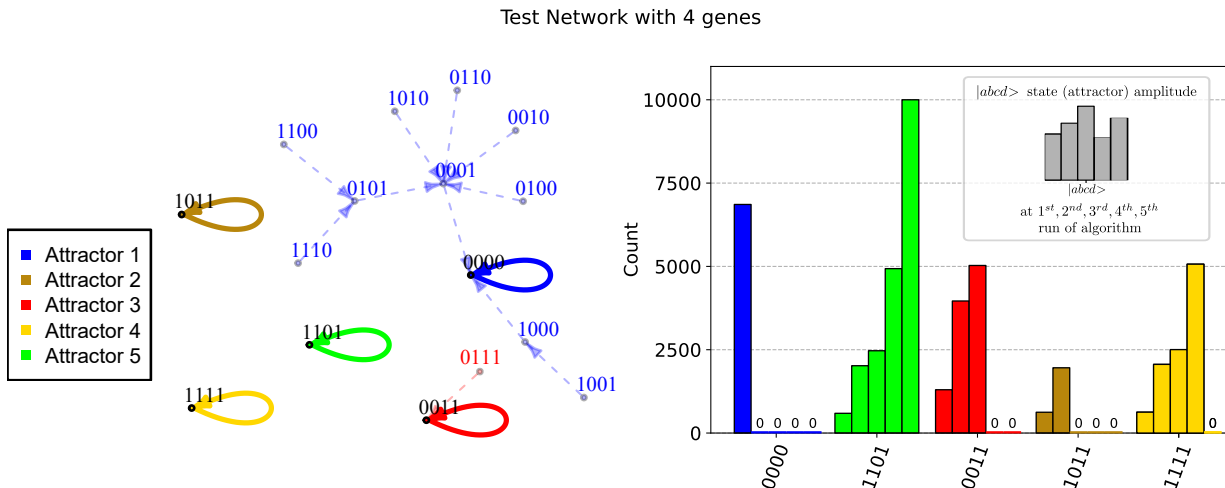 Test Network with 4 genes
0110
1010
0010
1100
0001
0101
0100
1011
1110
0000
1101
1000
0111
1001
1111
0011
Attractor 1
Attractor 2
Attractor 3
Attractor 4
Attractor 5
Count
10000
7500
5000
2500
0
|abcd> state (attractor) amplitude
|abcd>
at 1st, 2nd, 3rd, 4th, 5th
run of algorithm
0 0 0 0
0 0
0 0 0
0
0000
1101
0011
1011
1111